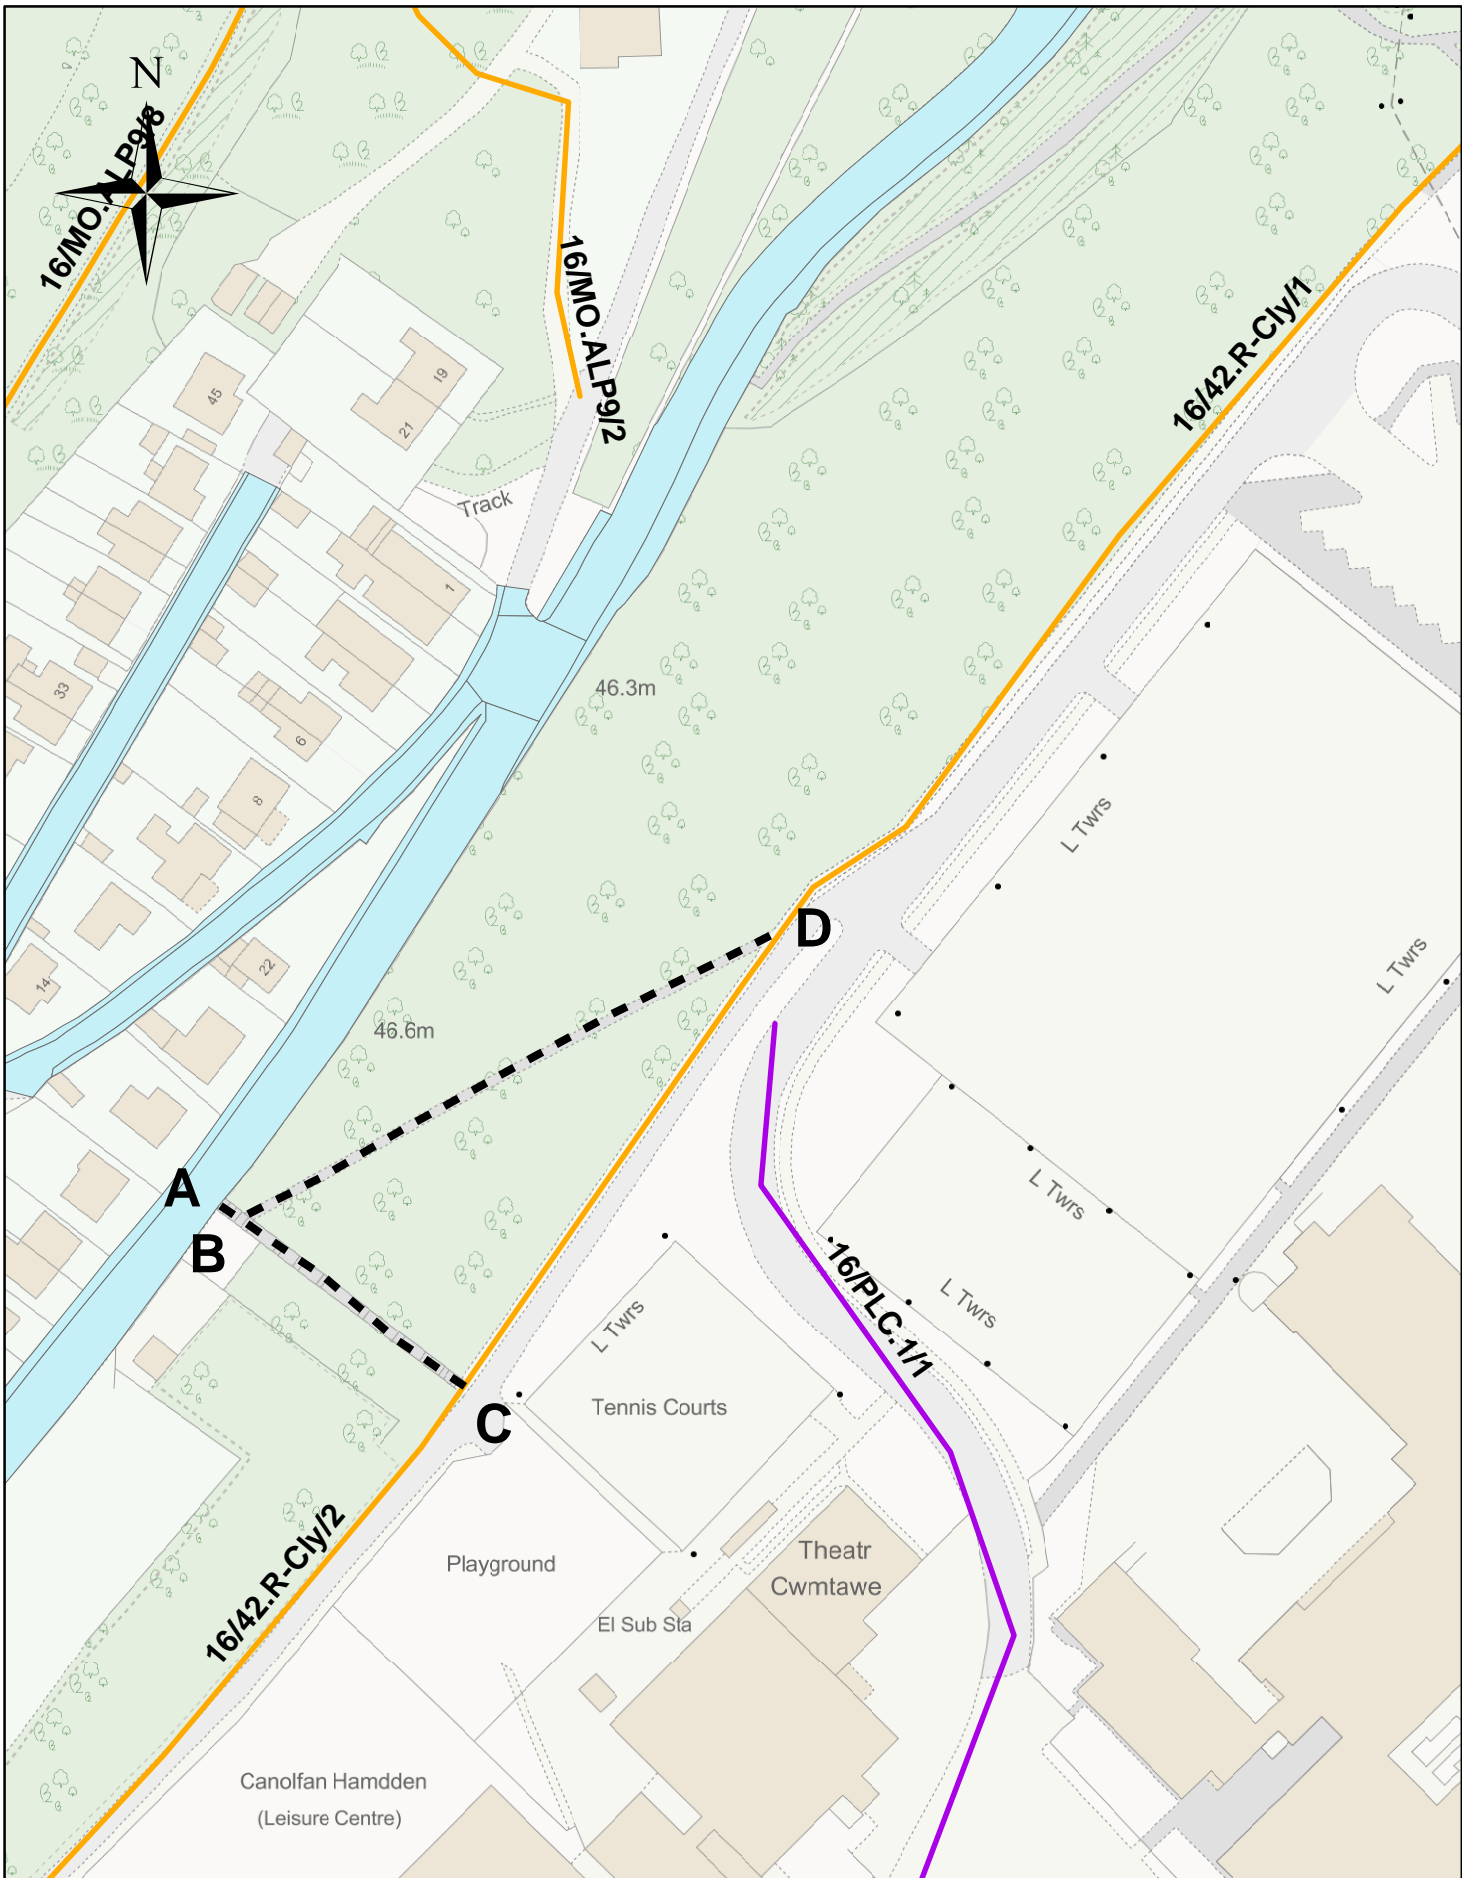 N
16/MO.ALP9/8
16/MO.ALP9/2
16/42.R-Cly/1
45
19
21
Track
1
33
6
46.3m
8
L Twrs
D
22
14
L Twrs
46.6m
A
B
L Twrs
16/PLC.1/1
L Twrs
L Twrs
Tennis Courts
C
16/42.R-Cly/2
Playground
Theatr
Cwmtawe
El Sub Sta
Canolfan Hamdden
(Leisure Centre)